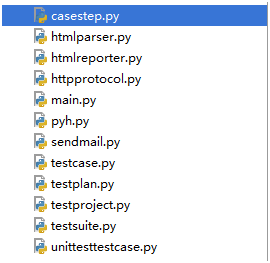 casestep.py
htmlparser.py
htmlreporter.py
httpprotocol.py
main.py
pyh.py
sendmail.py
testcase.py
testplan.py
testproject.py
testsuite.py
unittesttestcase.py